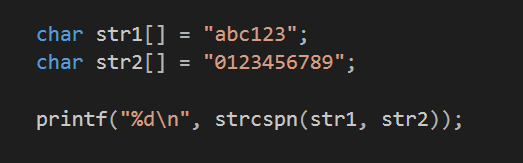 char str1[] = "abc123";
char str2[] = "0123456789";
printf("%d\n", strcspn(str1, str2));